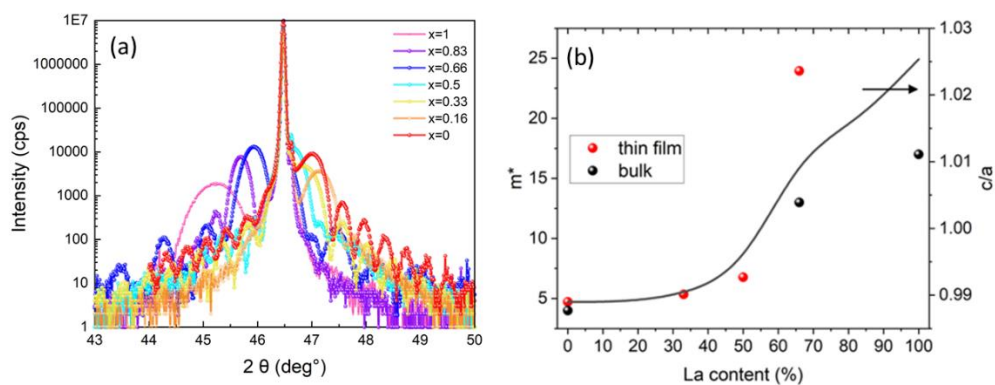 (a)
1E7
1000000
100000
10000
1000
100
10
1
Intensity (cps)
43 44 45 46 47 48 49 50
2 θ (deg°)
x=1
x=0.83
x=0.66
x=0.5
x=0.33
x=0.16
x=0
(b)
25
20
15
10
5
m*
thin film
bulk
1.03
1.02
1.01
1.00
0.99
c/a
0 10 20 30 40 50 60 70 80 90 100
La content (%)